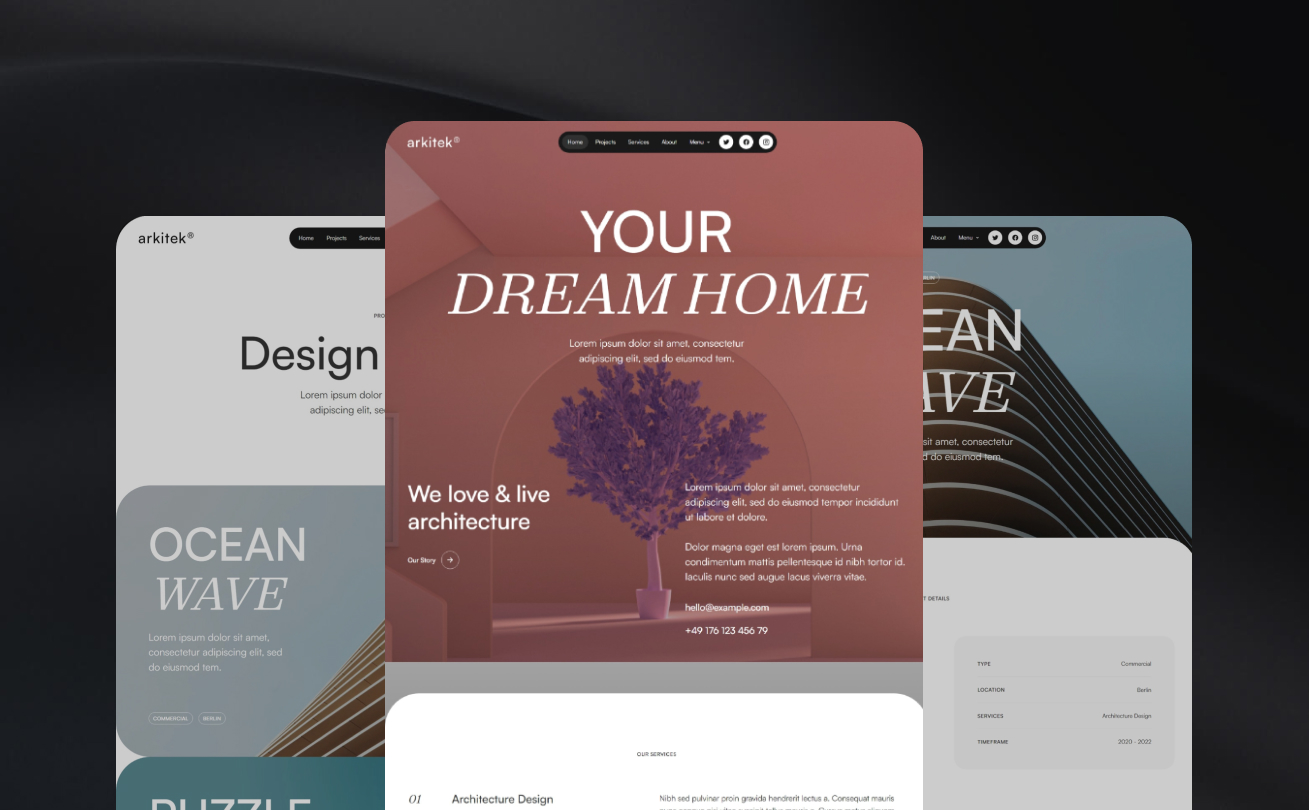 arkitek®
Home Projects Services
PRO
Design
Lorem ipsum dolor
adipiscing elit, se
OCEAN
WAVE
Lorem ipsum dolor sit amet,
consectetur adipiscing elit, sed
do eiusmod tem.
COMMERCIAL BERLIN
PUZZLE
arkitek®
Home Projects Services About Menu
YOUR
DREAM HOME
Lorem ipsum dolor sit amet, consectetur
adipiscing elit, sed do eiusmod tem.
We love & live
architecture
Our Story
Lorem ipsum dolor sit amet, consectetur
adipiscing elit, sed do eiusmod tempor incididunt
ut labore et dolore.
Dolor magna eget est lorem ipsum. Urna
condimentum mattis pellentesque id nibh tortor id.
Iaculis nunc sed augue lacus viverra vitae.
hello@example.com
+49 176 123 456 79
OUR SERVICES
01 Architecture Design
Nibh sed pulvinar proin gravida hendrerit lectus a. Consequat mauris
About Menu
RLIN
EAN
AVE
sit amet, consectetur
d do eiusmod tem.
T DETAILS
TYPE Commercial
LOCATION Berlin
SERVICES Architecture Design
TIMEFRAME 2020 - 2022